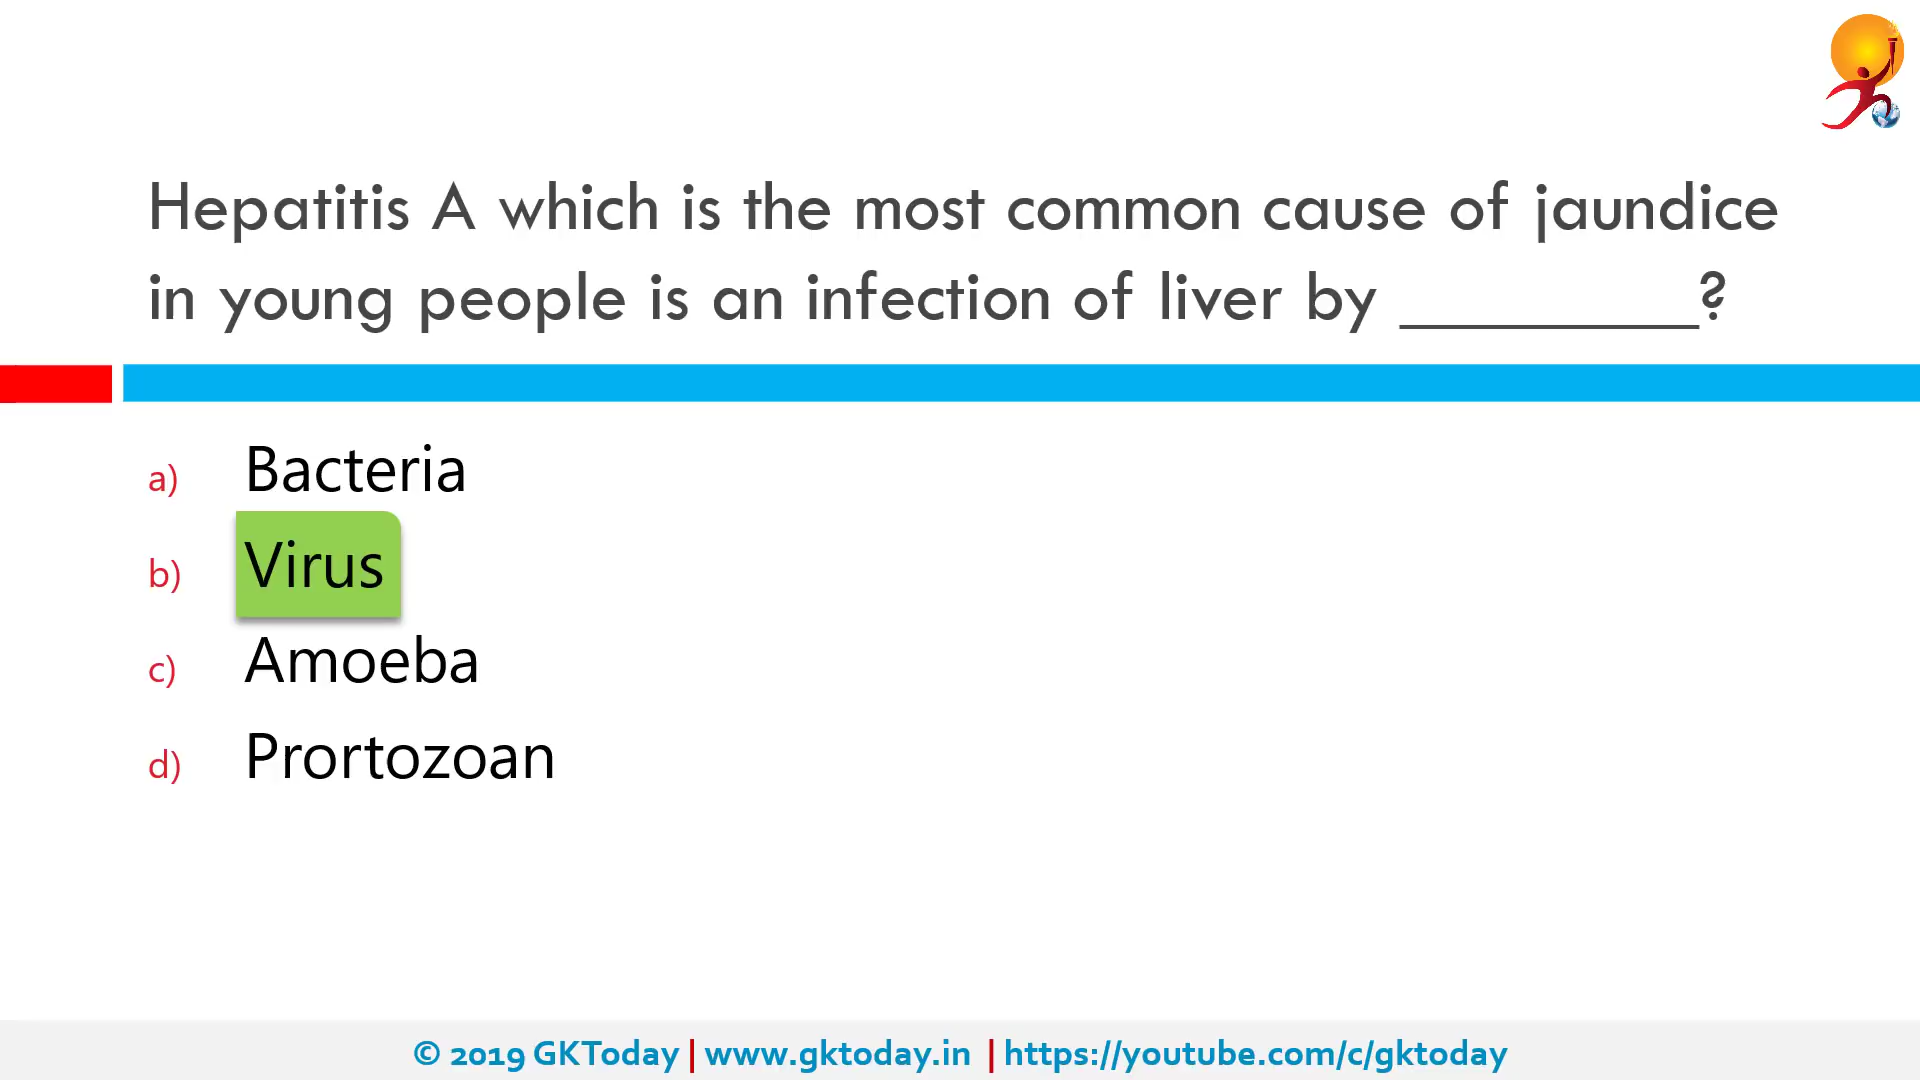 Hepatitis A which is the most common cause of jaundice
in young people is an infection of liver by _________?
a) Bacteria
b) Virus
c) Amoeba
d) Prortozoan
© 2019 GKToday | www.gktoday.in | https://youtube.com/c/gktoday